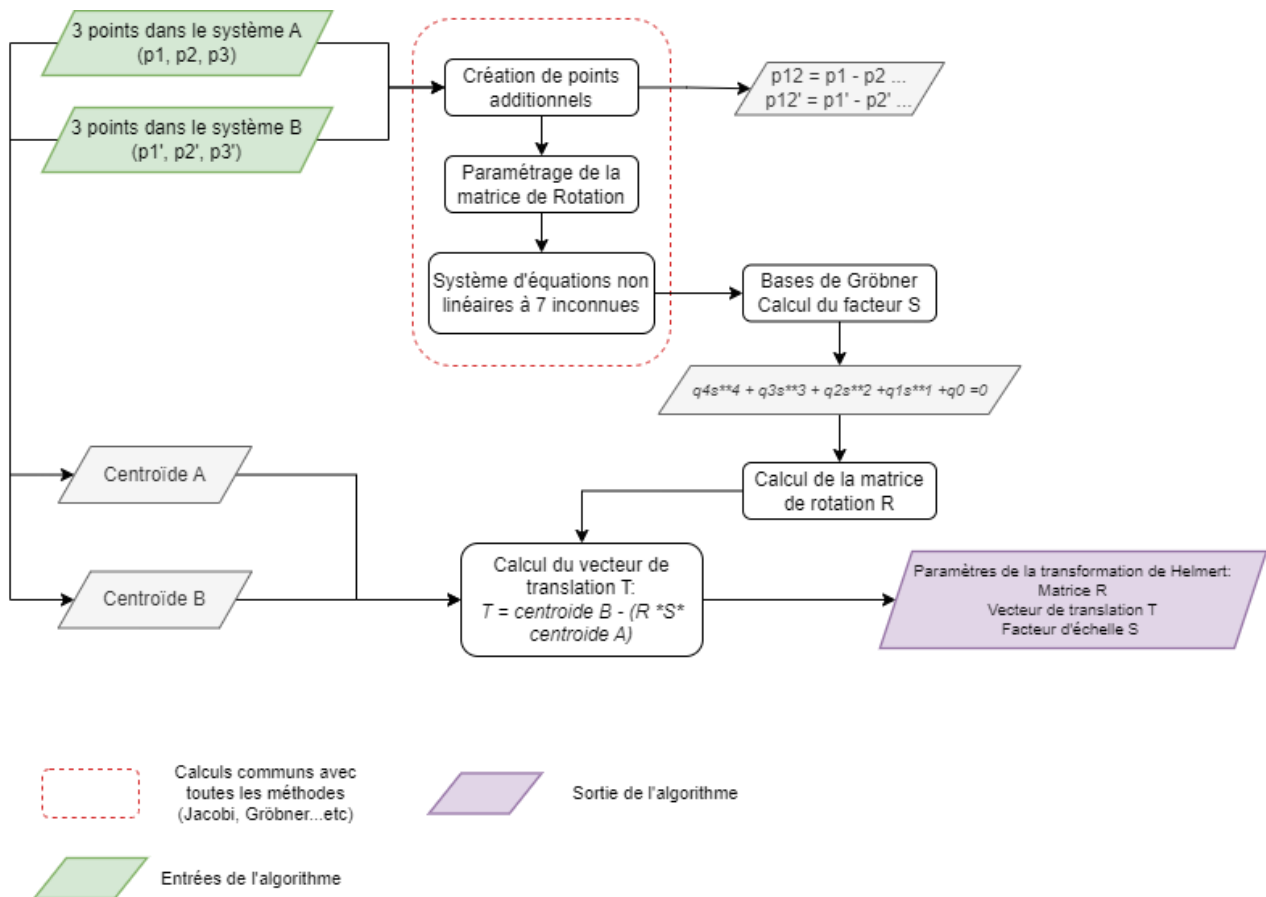 3 points dans le système A
(p1, p2, p3)
3 points dans le système B
(p1', p2', p3')
Création de points
additionnels
p12 = p1 - p2 ...
p12' = p1' - p2' ...
Paramétrage de la
matrice de Rotation
Système d'équations non
linéaires à 7 inconnues
Bases de Gröbner
Calcul du facteur S
q4s**4 + q3s**3 + q2s**2 +q1s**1 +q0 =0
Calcul de la matrice
de rotation R
Centroïde A
Centroïde B
Calcul du vecteur de
translation T:
T = centroide B - (R *S*
centroide A)
Paramètres de la transformation de Helmert:
Matrice R
Vecteur de translation T
Facteur d'échelle S
Calculs communs avec
toutes les méthodes
(Jacobi, Gröbner...etc)
Sortie de l'algorithme
Entrées de l'algorithme